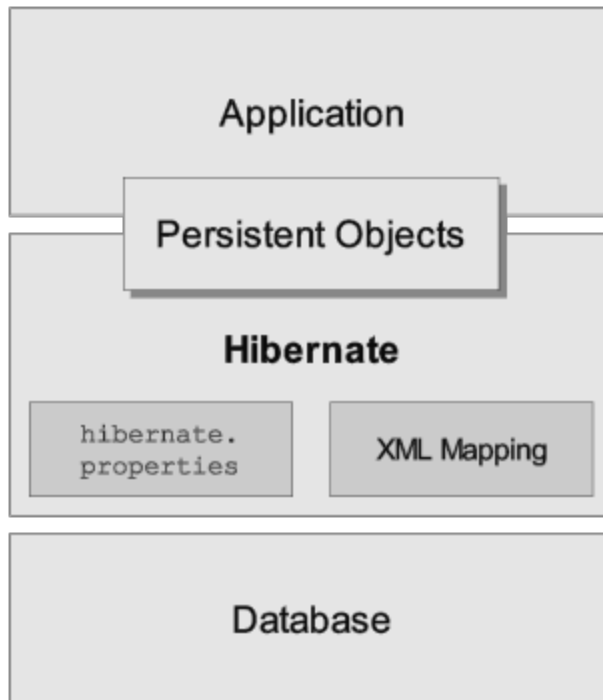 Application
Persistent Objects
Hibernate
hibernate.
properties
XML Mapping
Database